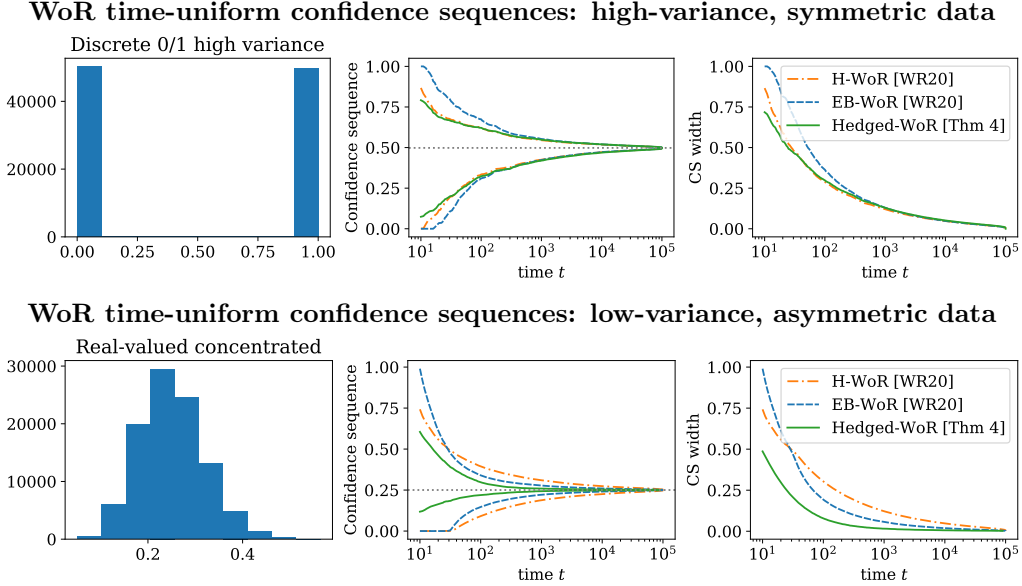 WoR time-uniform confidence sequences: high-variance, symmetric data
Discrete 0/1 high variance
40000
20000
0
0.00 0.25 0.50 0.75 1.00
Confidence sequence
1.00
0.75
0.50
0.25
0.00
10¹ 10² 10³ 10⁴ 10⁵
time t
CS width
1.00
0.75
0.50
0.25
0.00
H-WoR [WR20]
EB-WoR [WR20]
Hedged-WoR [Thm 4]
10¹ 10² 10³ 10⁴ 10⁵
time t
WoR time-uniform confidence sequences: low-variance, asymmetric data
Real-valued concentrated
30000
20000
10000
0
0.2 0.4
Confidence sequence
1.00
0.75
0.50
0.25
0.00
10¹ 10² 10³ 10⁴ 10⁵
time t
CS width
1.00
0.75
0.50
0.25
0.00
H-WoR [WR20]
EB-WoR [WR20]
Hedged-WoR [Thm 4]
10¹ 10² 10³ 10⁴ 10⁵
time t